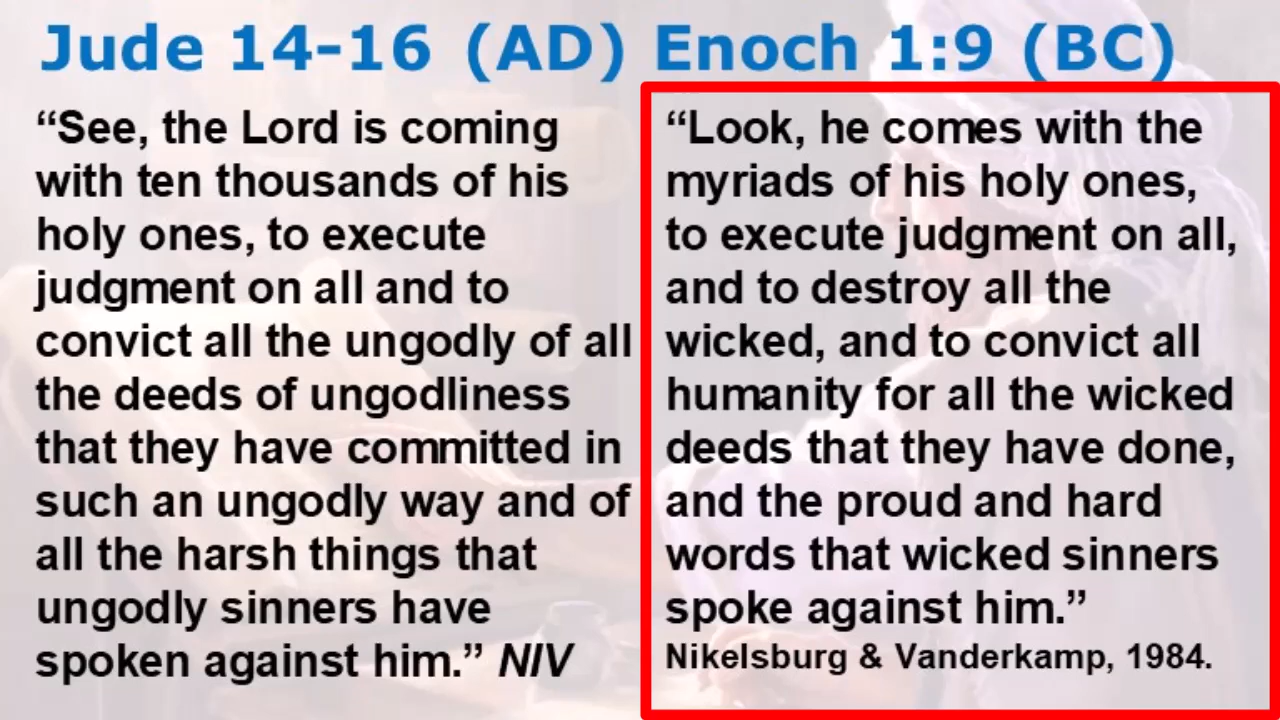 Jude 14-16 (AD) Enoch 1:9 (BC)
“See, the Lord is coming
with ten thousands of his
holy ones, to execute
judgment on all and to
convict all the ungodly of all
the deeds of ungodliness
that they have committed in
such an ungodly way and of
all the harsh things that
ungodly sinners have
spoken against him.” NIV
“Look, he comes with the
myriads of his holy ones,
to execute judgment on all,
and to destroy all the
wicked, and to convict all
humanity for all the wicked
deeds that they have done,
and the proud and hard
words that wicked sinners
spoke against him.”
Nikelsburg & Vanderkamp, 1984.